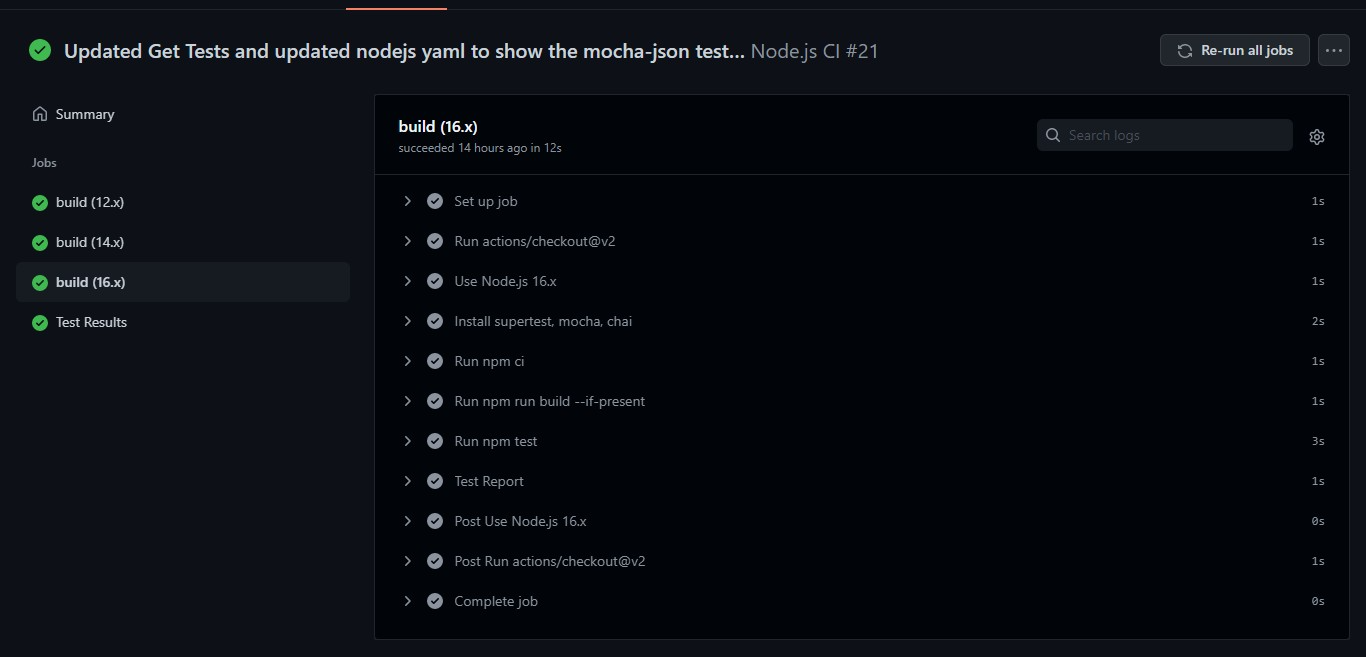 Updated Get Tests and updated nodejs yaml to show the mocha-json test... Node.js CI #21
Re-run all jobs
Summary
Jobs
build (12.x)
build (14.x)
build (16.x)
Test Results
build (16.x)
succeeded 14 hours ago in 12s
Search logs
Set up job 1s
Run actions/checkout@v2 1s
Use Node.js 16.x 1s
Install supertest, mocha, chai 2s
Run npm ci 1s
Run npm run build --if-present 1s
Run npm test 3s
Test Report 1s
Post Use Node.js 16.x 0s
Post Run actions/checkout@v2 1s
Complete job 0s